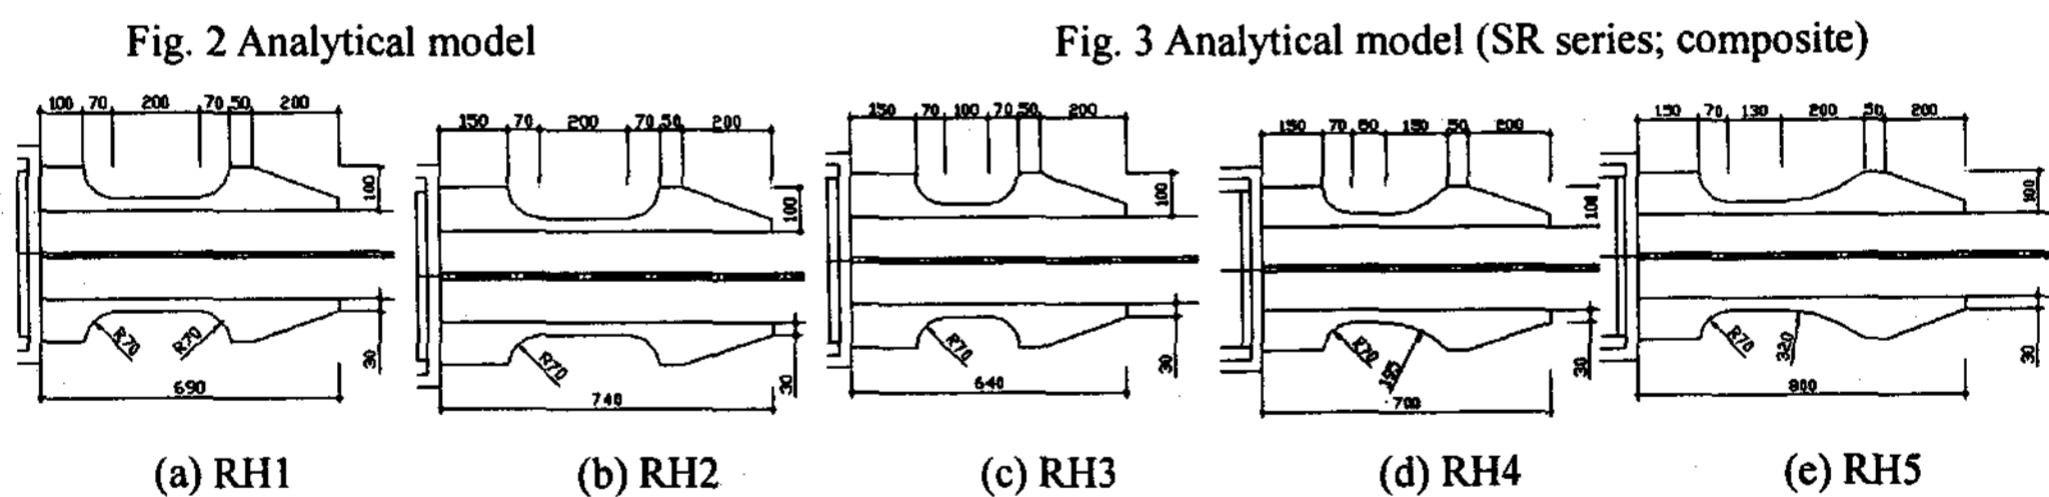 Fig. 2 Analytical model
Fig. 3 Analytical model (SR series; composite)
100 70 200 70 50 200
100
R70 R70
30
690
150 70 200 70 50 200
100
R70
30
740
150 70 100 70 50 200
100
R70
30
640
150 70 80 150 50 200
100
R70 195
30
700
150 70 130 200 50 200
100
R70 320
30
800
(a) RH1
(b) RH2
(c) RH3
(d) RH4
(e) RH5